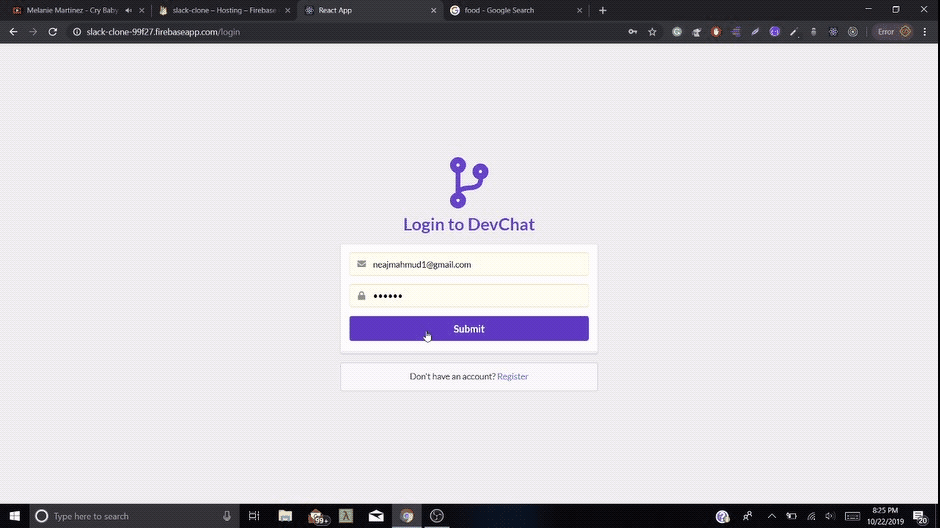 Melanie Martinez - Cry Baby
slack-clone – Hosting – Firebase
React App
food - Google Search
slack-clone-99f27.firebaseapp.com/login
Error
Login to DevChat
neajmahmud1@gmail.com
••••••
Submit
Don't have an account? Register
Type here to search
99+
8:25 PM
10/22/2019
20